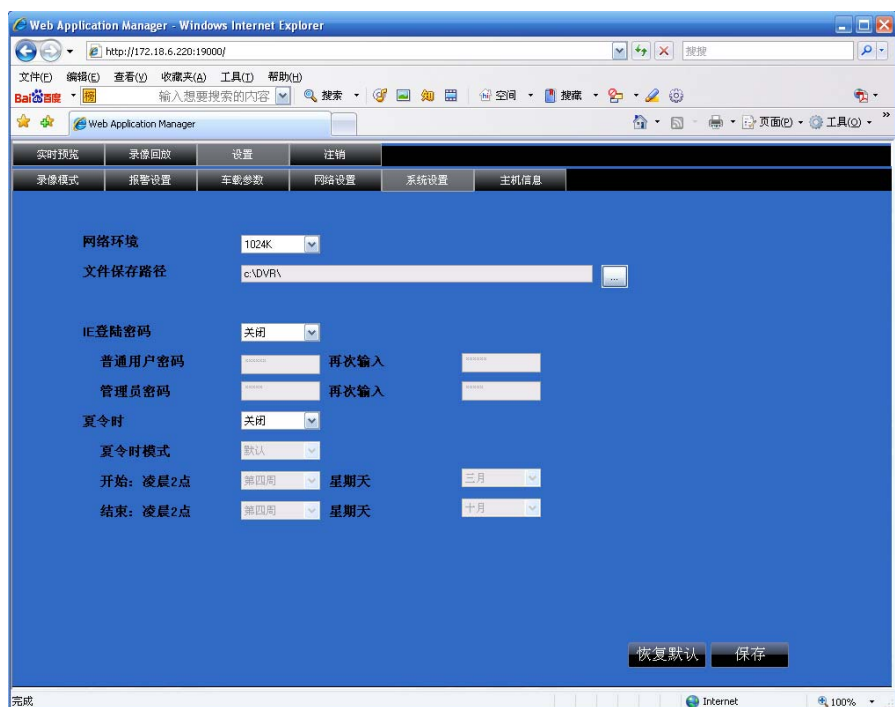 Web Application Manager - Windows Internet Explorer
http://172.18.6.220:19000/
搜搜
文件(F) 编辑(E) 查看(V) 收藏夹(A) 工具(T) 帮助(H)
Bai百度 输入想要搜索的内容 搜索 知 空间 搜藏
Web Application Manager 页面(P) 工具(O) »
实时预览 录像回放 设置 注销
录像模式 报警设置 车载参数 网络设置 系统设置 主机信息
网络环境 1024K
文件保存路径 c:\DVR\ ...
IE登陆密码 关闭
普通用户密码 再次输入
管理员密码 再次输入
夏令时 关闭
夏令时模式 默认
开始：凌晨2点 第四周 星期天 三月
结束：凌晨2点 第四周 星期天 十月
恢复默认 保存
完成 Internet 100%